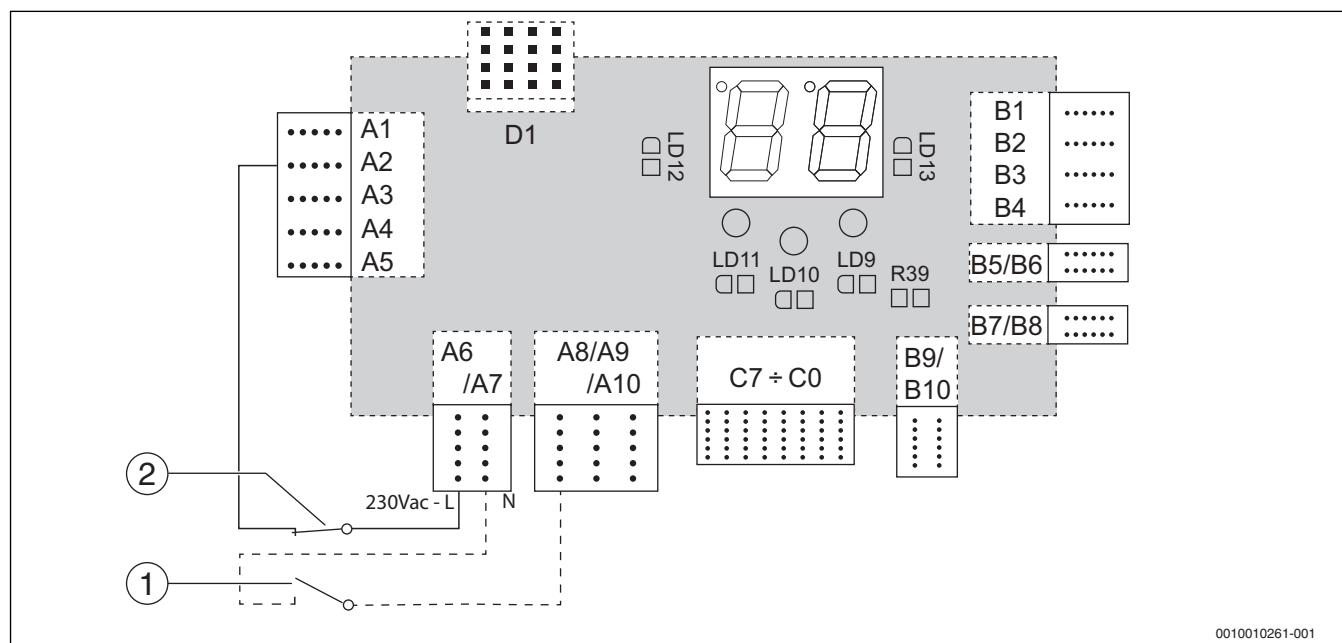 D1
A1
A2
A3
A4
A5
LD12
LD13
B1
B2
B3
B4
LD11
LD10
LD9
R39
B5/B6
B7/B8
A6
/A7
A8/A9
/A10
C7 ÷ C0
B9/
B10
2
230Vac - L
N
1
0010010261-001